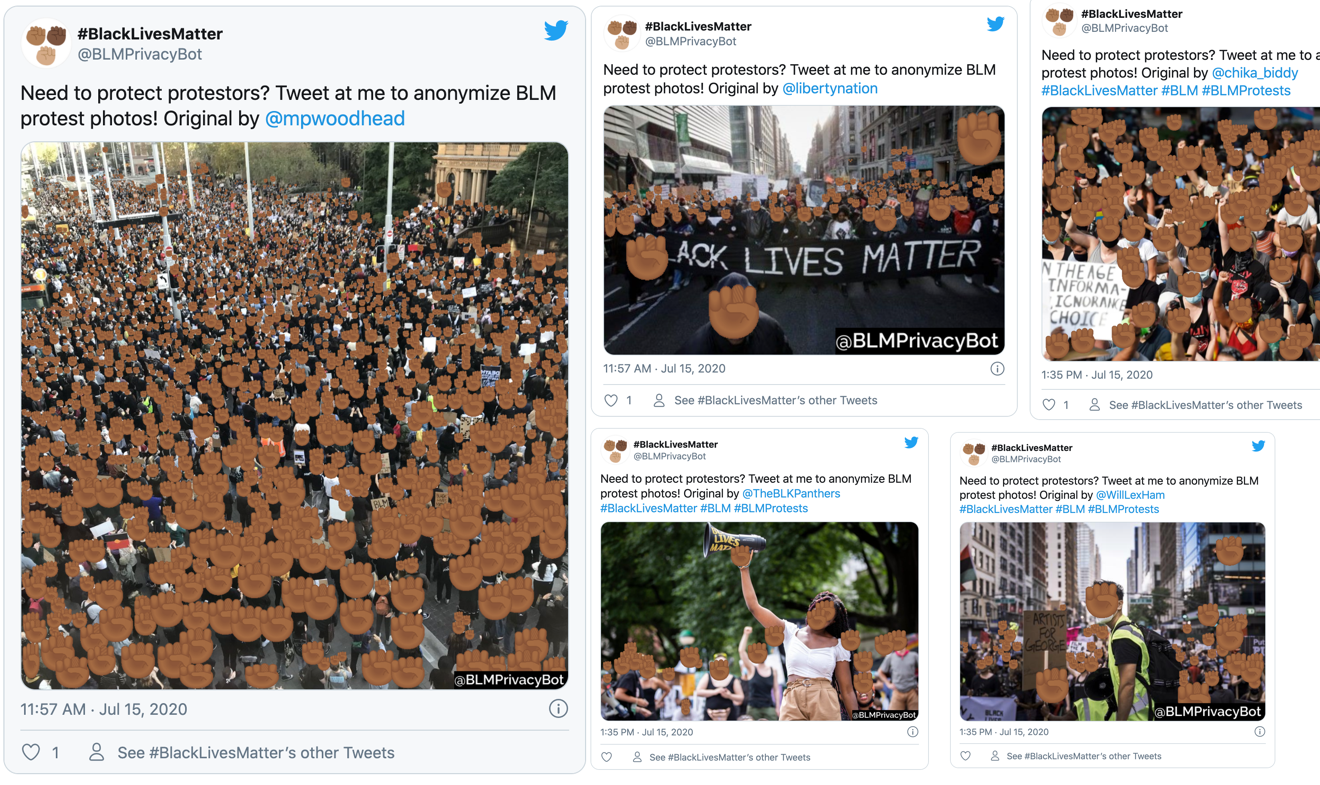 #BlackLivesMatter
@BLMPrivacyBot
Need to protect protestors? Tweet at me to anonymize BLM
protest photos! Original by @mpwoodhead
BLM
@BLMPrivacyBot
11:57 AM · Jul 15, 2020
1
See #BlackLivesMatter's other Tweets
#BlackLivesMatter
@BLMPrivacyBot
Need to protect protestors? Tweet at me to anonymize BLM
protest photos! Original by @libertynation
ACK LIVES MATTER
@BLMPrivacyBot
11:57 AM · Jul 15, 2020
1
See #BlackLivesMatter's other Tweets
#BlackLivesMatter
@BLMPrivacyBot
Need to protect protestors? Tweet at me to a
protest photos! Original by @chika_biddy
#BlackLivesMatter #BLM #BLMProtests
N THE AGE
INFORMA
IGNORANC
CHOICE
1:35 PM · Jul 15, 2020
1
See #BlackLivesMatter's other Tweets
#BlackLivesMatter
@BLMPrivacyBot
Need to protect protestors? Tweet at me to anonymize BLM
protest photos! Original by @TheBLKPanthers
#BlackLivesMatter #BLM #BLMProtests
LIVES
MAT
@BLMPrivacyBot
1:35 PM · Jul 15, 2020
See #BlackLivesMatter's other Tweets
#BlackLivesMatter
@BLMPrivacyBot
Need to protect protestors? Tweet at me to anonymize BLM
protest photos! Original by @WillLexHam
#BlackLivesMatter #BLM #BLMProtests
ARTISTS
FOR
GEORGE
BLACK
@BLMPrivacyBot
1:35 PM · Jul 15, 2020
See #BlackLivesMatter's other Tweets